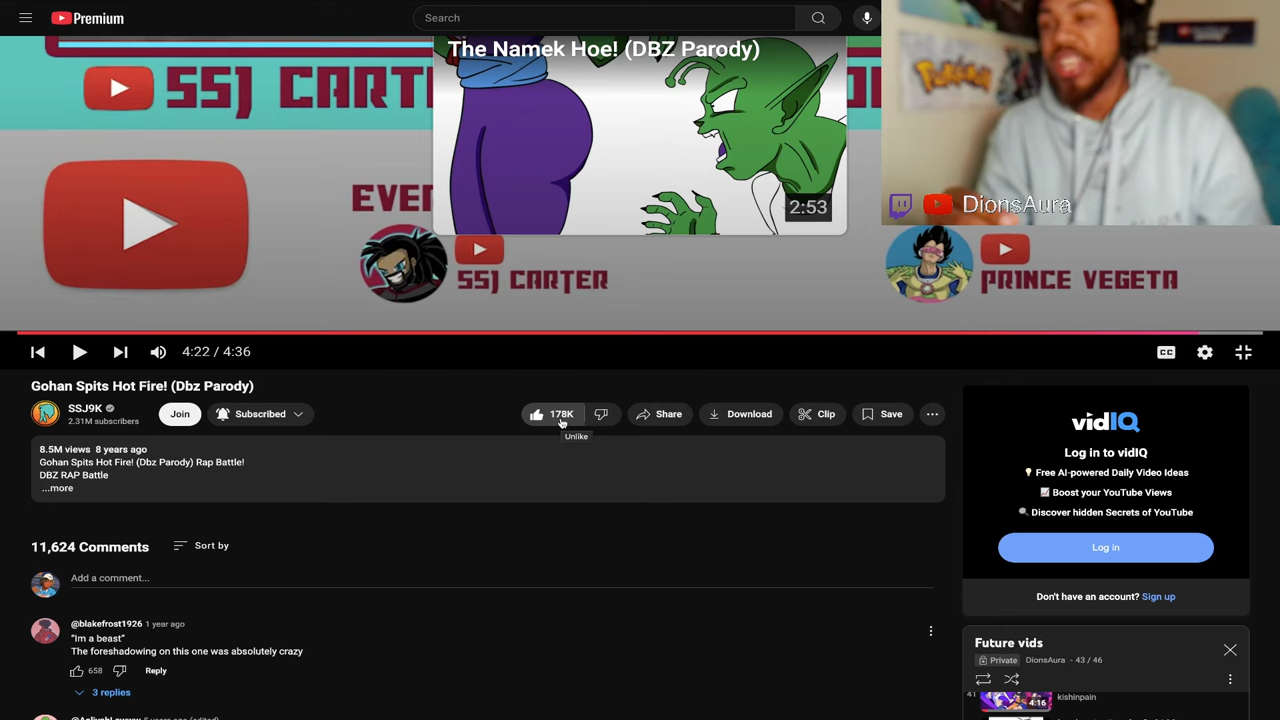 Premium
Search
The Namek Hoe! (DBZ Parody)
SSJ CART
EVE
2:53
DionsAura
SSJ CARTER
PRINCE VEGETA
4:22 / 4:36
CC
Gohan Spits Hot Fire! (Dbz Parody)
SSJ9K
2.31M subscribers
Join
Subscribed
178K
Share
Download
Clip
Save
Unlike
8.5M views 8 years ago
Gohan Spits Hot Fire! (Dbz Parody) Rap Battle!
DBZ RAP Battle
...more
11,624 Comments
Sort by
Add a comment...
@blakefrost1926 1 year ago
"Im a beast"
The foreshadowing on this one was absolutely crazy
658
Reply
3 replies
vidIQ
Log in to vidIQ
Free AI-powered Daily Video Ideas
Boost your YouTube Views
Discover hidden Secrets of YouTube
Log in
Don't have an account? Sign up
Future vids
Private DionsAura - 43 / 46
41
4:16
kishinpain